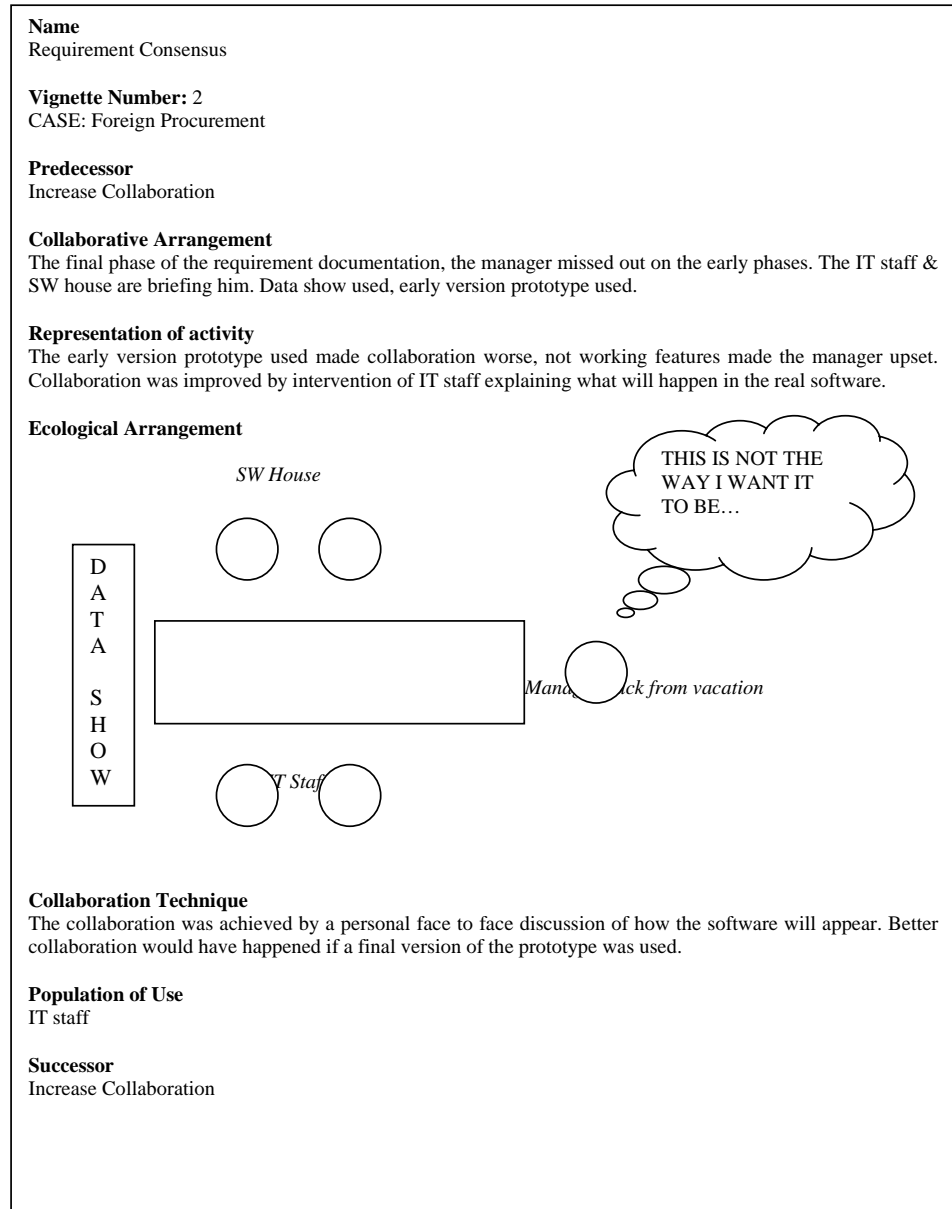 Name
Requirement Consensus
Vignette Number: 2
CASE: Foreign Procurement
Predecessor
Increase Collaboration
Collaborative Arrangement
The final phase of the requirement documentation, the manager missed out on the early phases. The IT staff &
SW house are briefing him. Data show used, early version prototype used.
Representation of activity
The early version prototype used made collaboration worse, not working features made the manager upset.
Collaboration was improved by intervention of IT staff explaining what will happen in the real software.
Ecological Arrangement
SW House
THIS IS NOT THE
WAY I WANT IT
TO BE…
DATA SHOW
from vacation
Collaboration Technique
The collaboration was achieved by a personal face to face discussion of how the software will appear. Better
collaboration would have happened if a final version of the prototype was used.
Population of Use
IT staff
Successor
Increase Collaboration